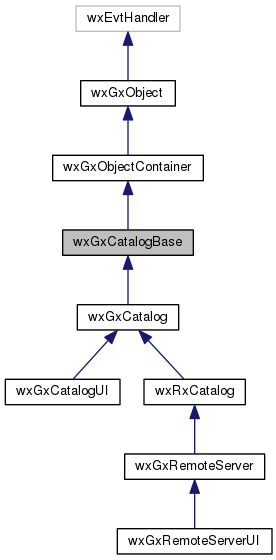 wxEvtHandler
wxGxObject
wxGxObjectContainer
wxGxCatalogBase
wxGxCatalog
wxGxCatalogUI
wxRxCatalog
wxGxRemoteServer
wxGxRemoteServerUI